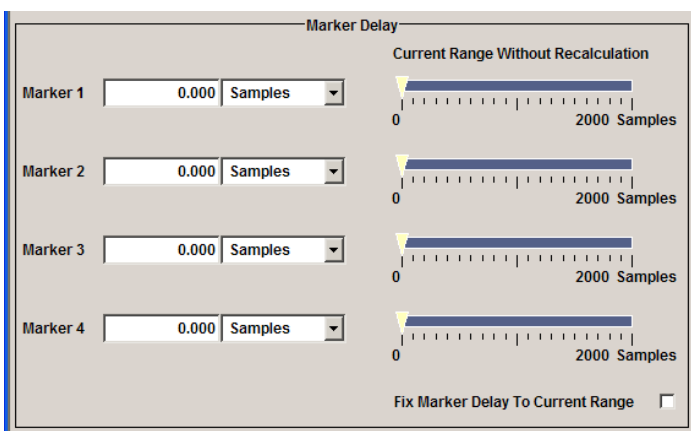 Marker Delay
Current Range Without Recalculation
Marker 1 0.000 Samples
0 2000 Samples
Marker 2 0.000 Samples
0 2000 Samples
Marker 3 0.000 Samples
0 2000 Samples
Marker 4 0.000 Samples
0 2000 Samples
Fix Marker Delay To Current Range